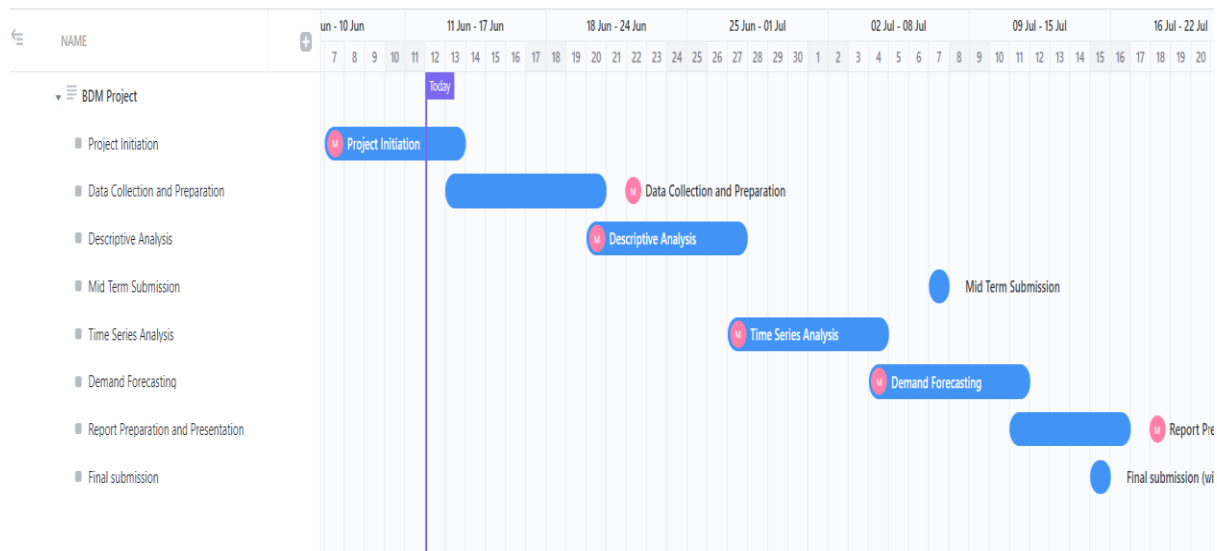 un - 10 Jun 11 Jun - 17 Jun 18 Jun - 24 Jun 25 Jun - 01 Jul 02 Jul - 08 Jul 09 Jul - 15 Jul 16 Jul - 22 Jul
NAME
7 8 9 10 11 12 13 14 15 16 17 18 19 20 21 22 23 24 25 26 27 28 29 30 1 2 3 4 5 6 7 8 9 10 11 12 13 14 15 16 17 18 19 20
Today
BDM Project
Project Initiation M Project Initiation
Data Collection and Preparation M Data Collection and Preparation
Descriptive Analysis M Descriptive Analysis
Mid Term Submission Mid Term Submission
Time Series Analysis M Time Series Analysis
Demand Forecasting M Demand Forecasting
Report Preparation and Presentation M Report Pre
Final submission Final submission (wi